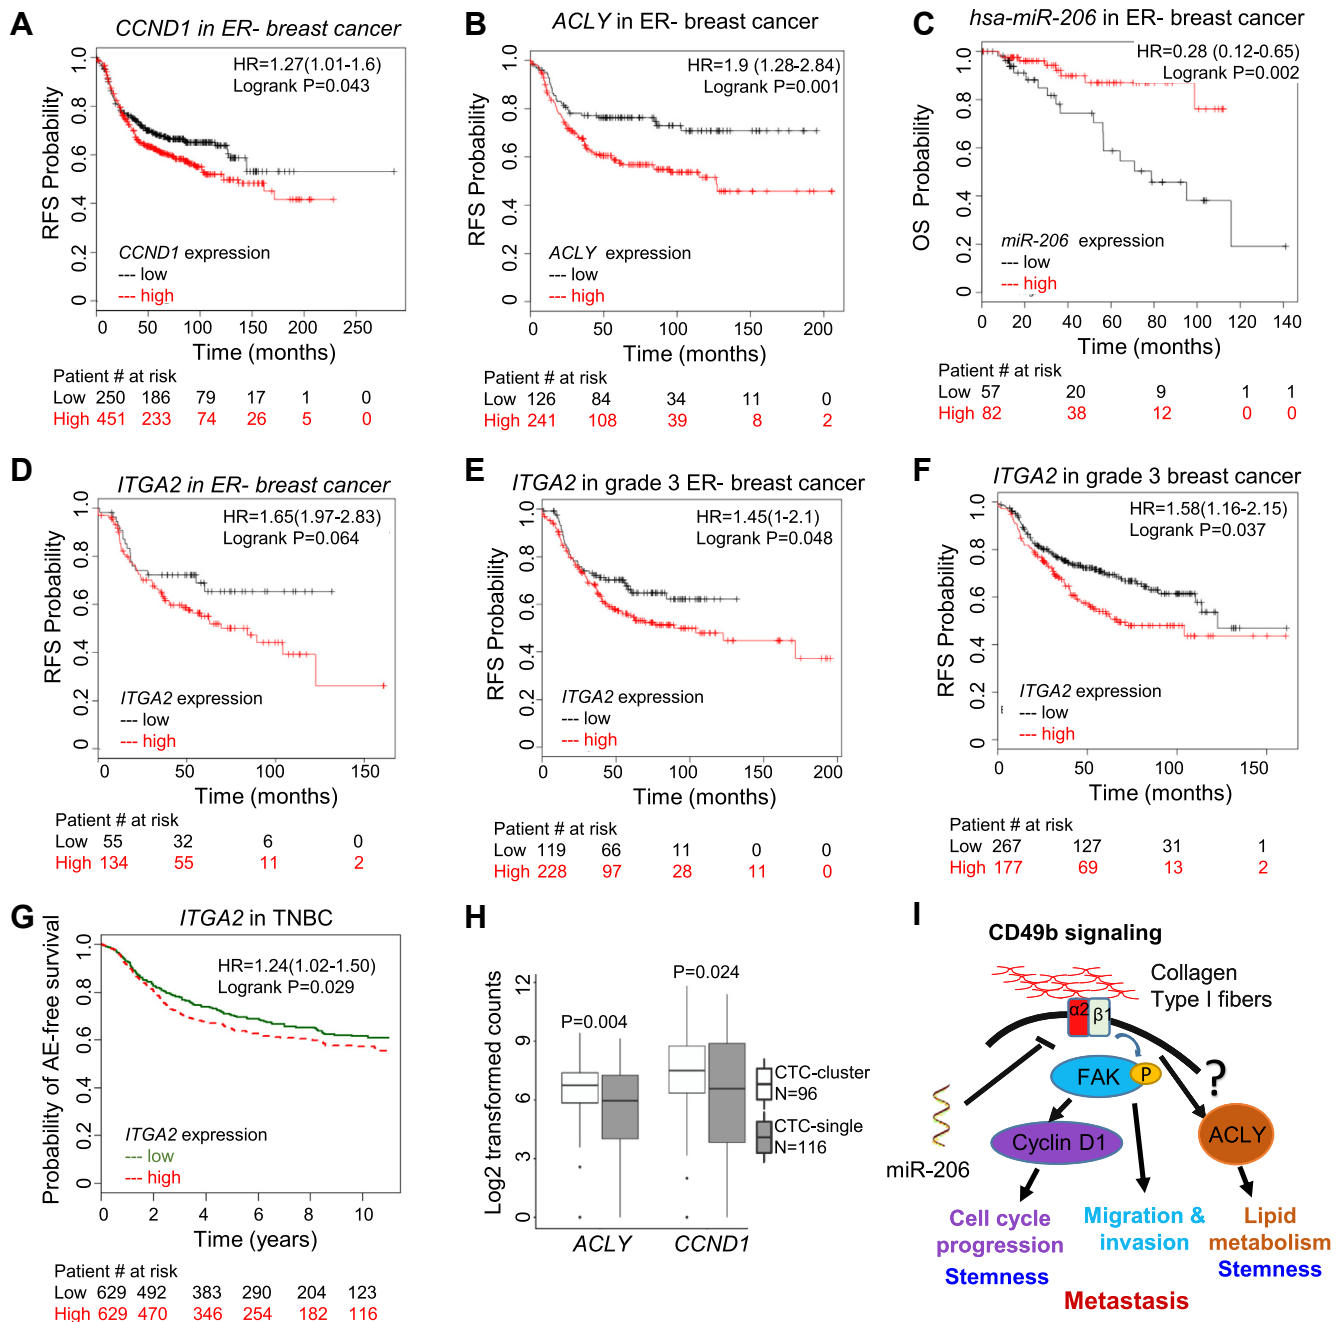 A
CCND1 in ER- breast cancer
HR=1.27(1.01-1.6)
Logrank P=0.043
RFS Probability
1.0
0.8
0.6
0.4
0.2
0
CCND1 expression
--- low
--- high
0 50 100 150 200 250
Time (months)
Patient # at risk
Low 250 186 79 17 1 0
High 451 233 74 26 5 0
B
ACLY in ER- breast cancer
HR=1.9 (1.28-2.84)
Logrank P=0.001
RFS Probability
1.0
0.8
0.6
0.4
0.2
0
ACLY expression
--- low
--- high
0 50 100 150 200
Time (months)
Patient # at risk
Low 126 84 34 11 0
High 241 108 39 8 2
C
hsa-miR-206 in ER- breast cancer
HR=0.28 (0.12-0.65)
Logrank P=0.002
OS Probability
1.0
0.8
0.4
0.2
0
miR-206 expression
--- low
--- high
0 20 40 60 80 100 120 140
Time (months)
Patient # at risk
Low 57 20 9 1 1
High 82 38 12 0 0
D
ITGA2 in ER- breast cancer
HR=1.65(1.97-2.83)
Logrank P=0.064
RFS Probability
1.0
0.8
0.6
0.4
0.2
0
ITGA2 expression
--- low
--- high
0 50 100 150
Time (months)
Patient # at risk
Low 55 32 6 0
High 134 55 11 2
E
ITGA2 in grade 3 ER- breast cancer
HR=1.45(1-2.1)
Logrank P=0.048
RFS Probability
1.0
0.8
0.6
0.4
0.2
0
ITGA2 expression
--- low
--- high
0 50 100 150 200
Time (months)
Patient # at risk
Low 119 66 11 0 0
High 228 97 28 11 0
F
ITGA2 in grade 3 breast cancer
HR=1.58(1.16-2.15)
Logrank P=0.037
RFS Probability
1.0
0.8
0.6
0.4
0.2
0
ITGA2 expression
--- low
--- high
0 50 100 150
Time (months)
Patient # at risk
Low 267 127 31 1
High 177 69 13 2
G
ITGA2 in TNBC
HR=1.24(1.02-1.50)
Logrank P=0.029
Probability of AE-free survival
1.0
0.8
0.6
0.4
0.2
0
ITGA2 expression
--- low
--- high
0 2 4 6 8 10
Time (years)
Patient # at risk
Low 629 492 383 290 204 123
High 629 470 346 254 182 116
H
P=0.004
P=0.024
Log2 transformed counts
12
9
6
3
0
ACLY CCND1
CTC-cluster
N=96
CTC-single
N=116
I
CD49b signaling
Collagen
Type I fibers
α2 β1
FAK
P
?
Cyclin D1
ACLY
miR-206
Cell cycle
progression
Stemness
Migration &
invasion
Lipid
metabolism
Stemness
Metastasis